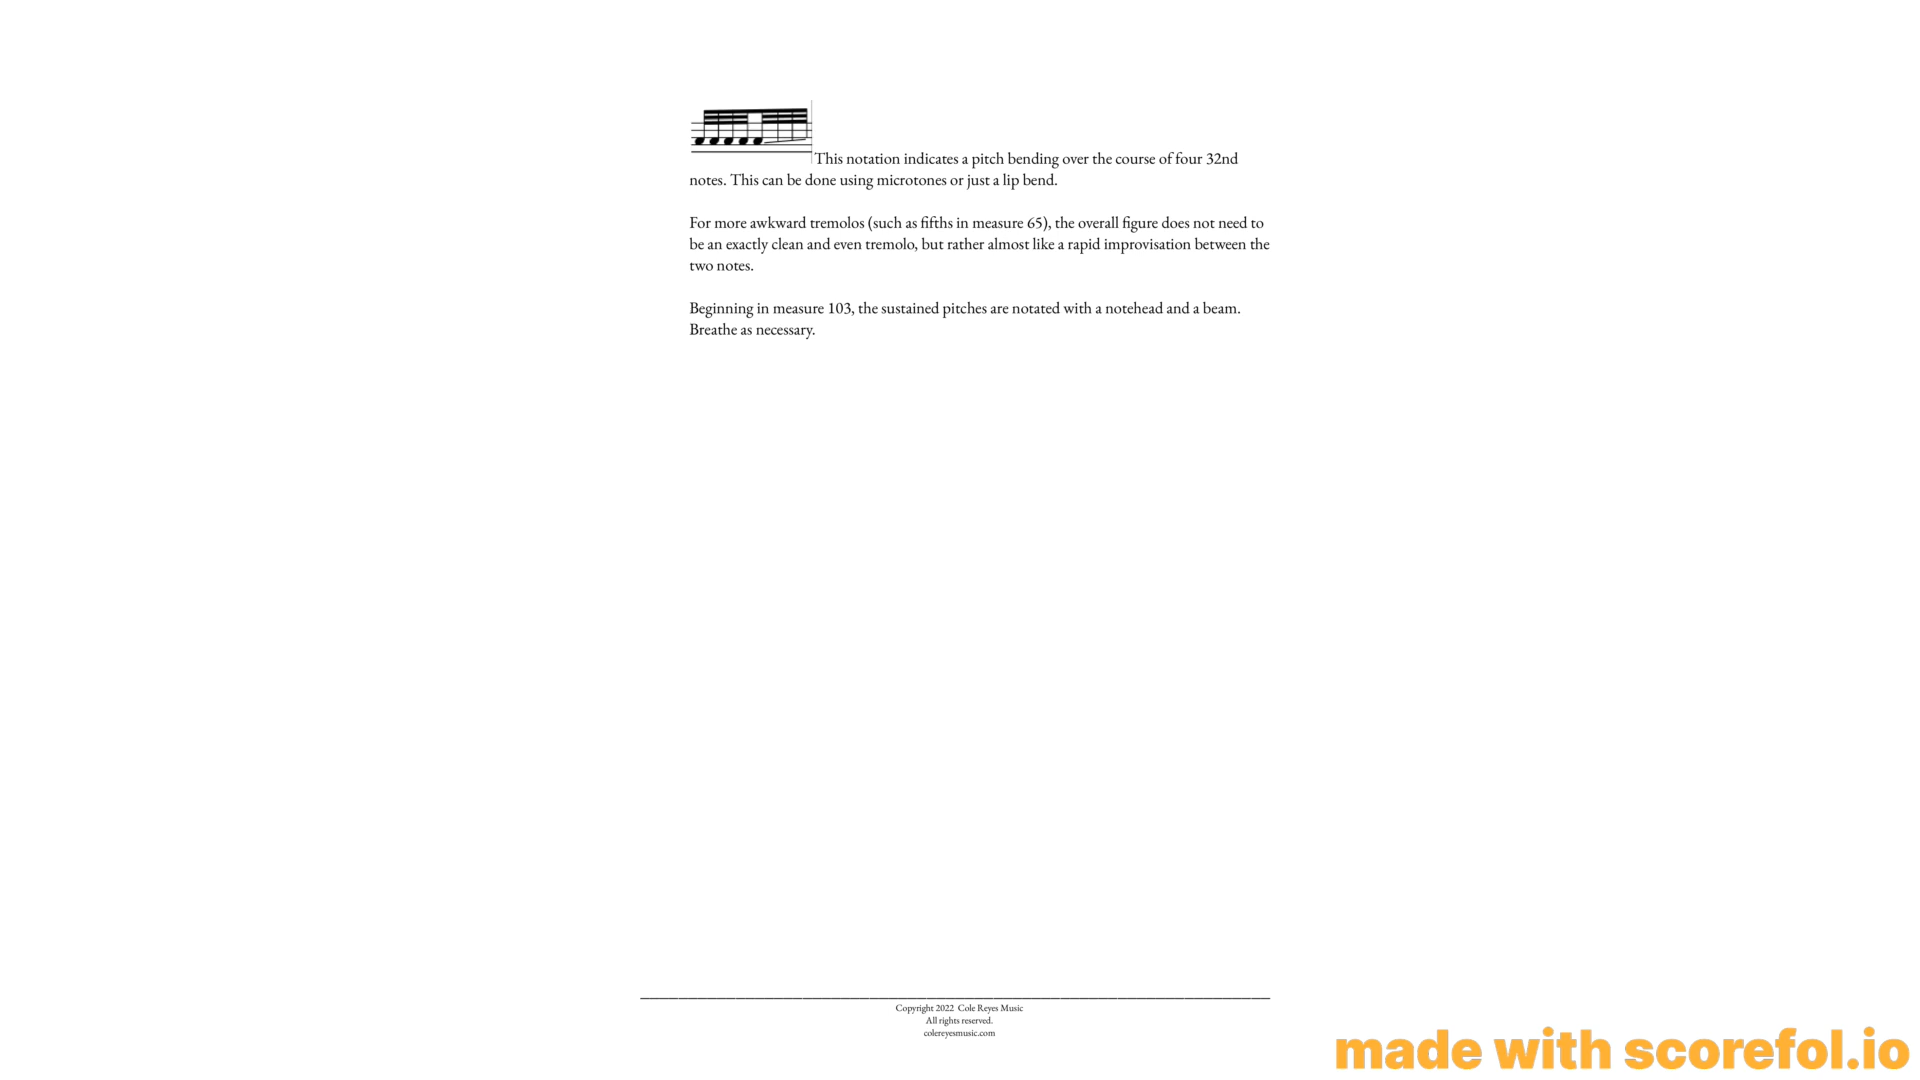 This notation indicates a pitch bending over the course of four 32nd
notes. This can be done using microtones or just a lip bend.
For more awkward tremolos (such as fifths in measure 65), the overall figure does not need to
be an exactly clean and even tremolo, but rather almost like a rapid improvisation between the
two notes.
Beginning in measure 103, the sustained pitches are notated with a notehead and a beam.
Breathe as necessary.
Copyright 2022 Cole Reyes Music
All rights reserved.
colereyesmusic.com
made with scorefol.io